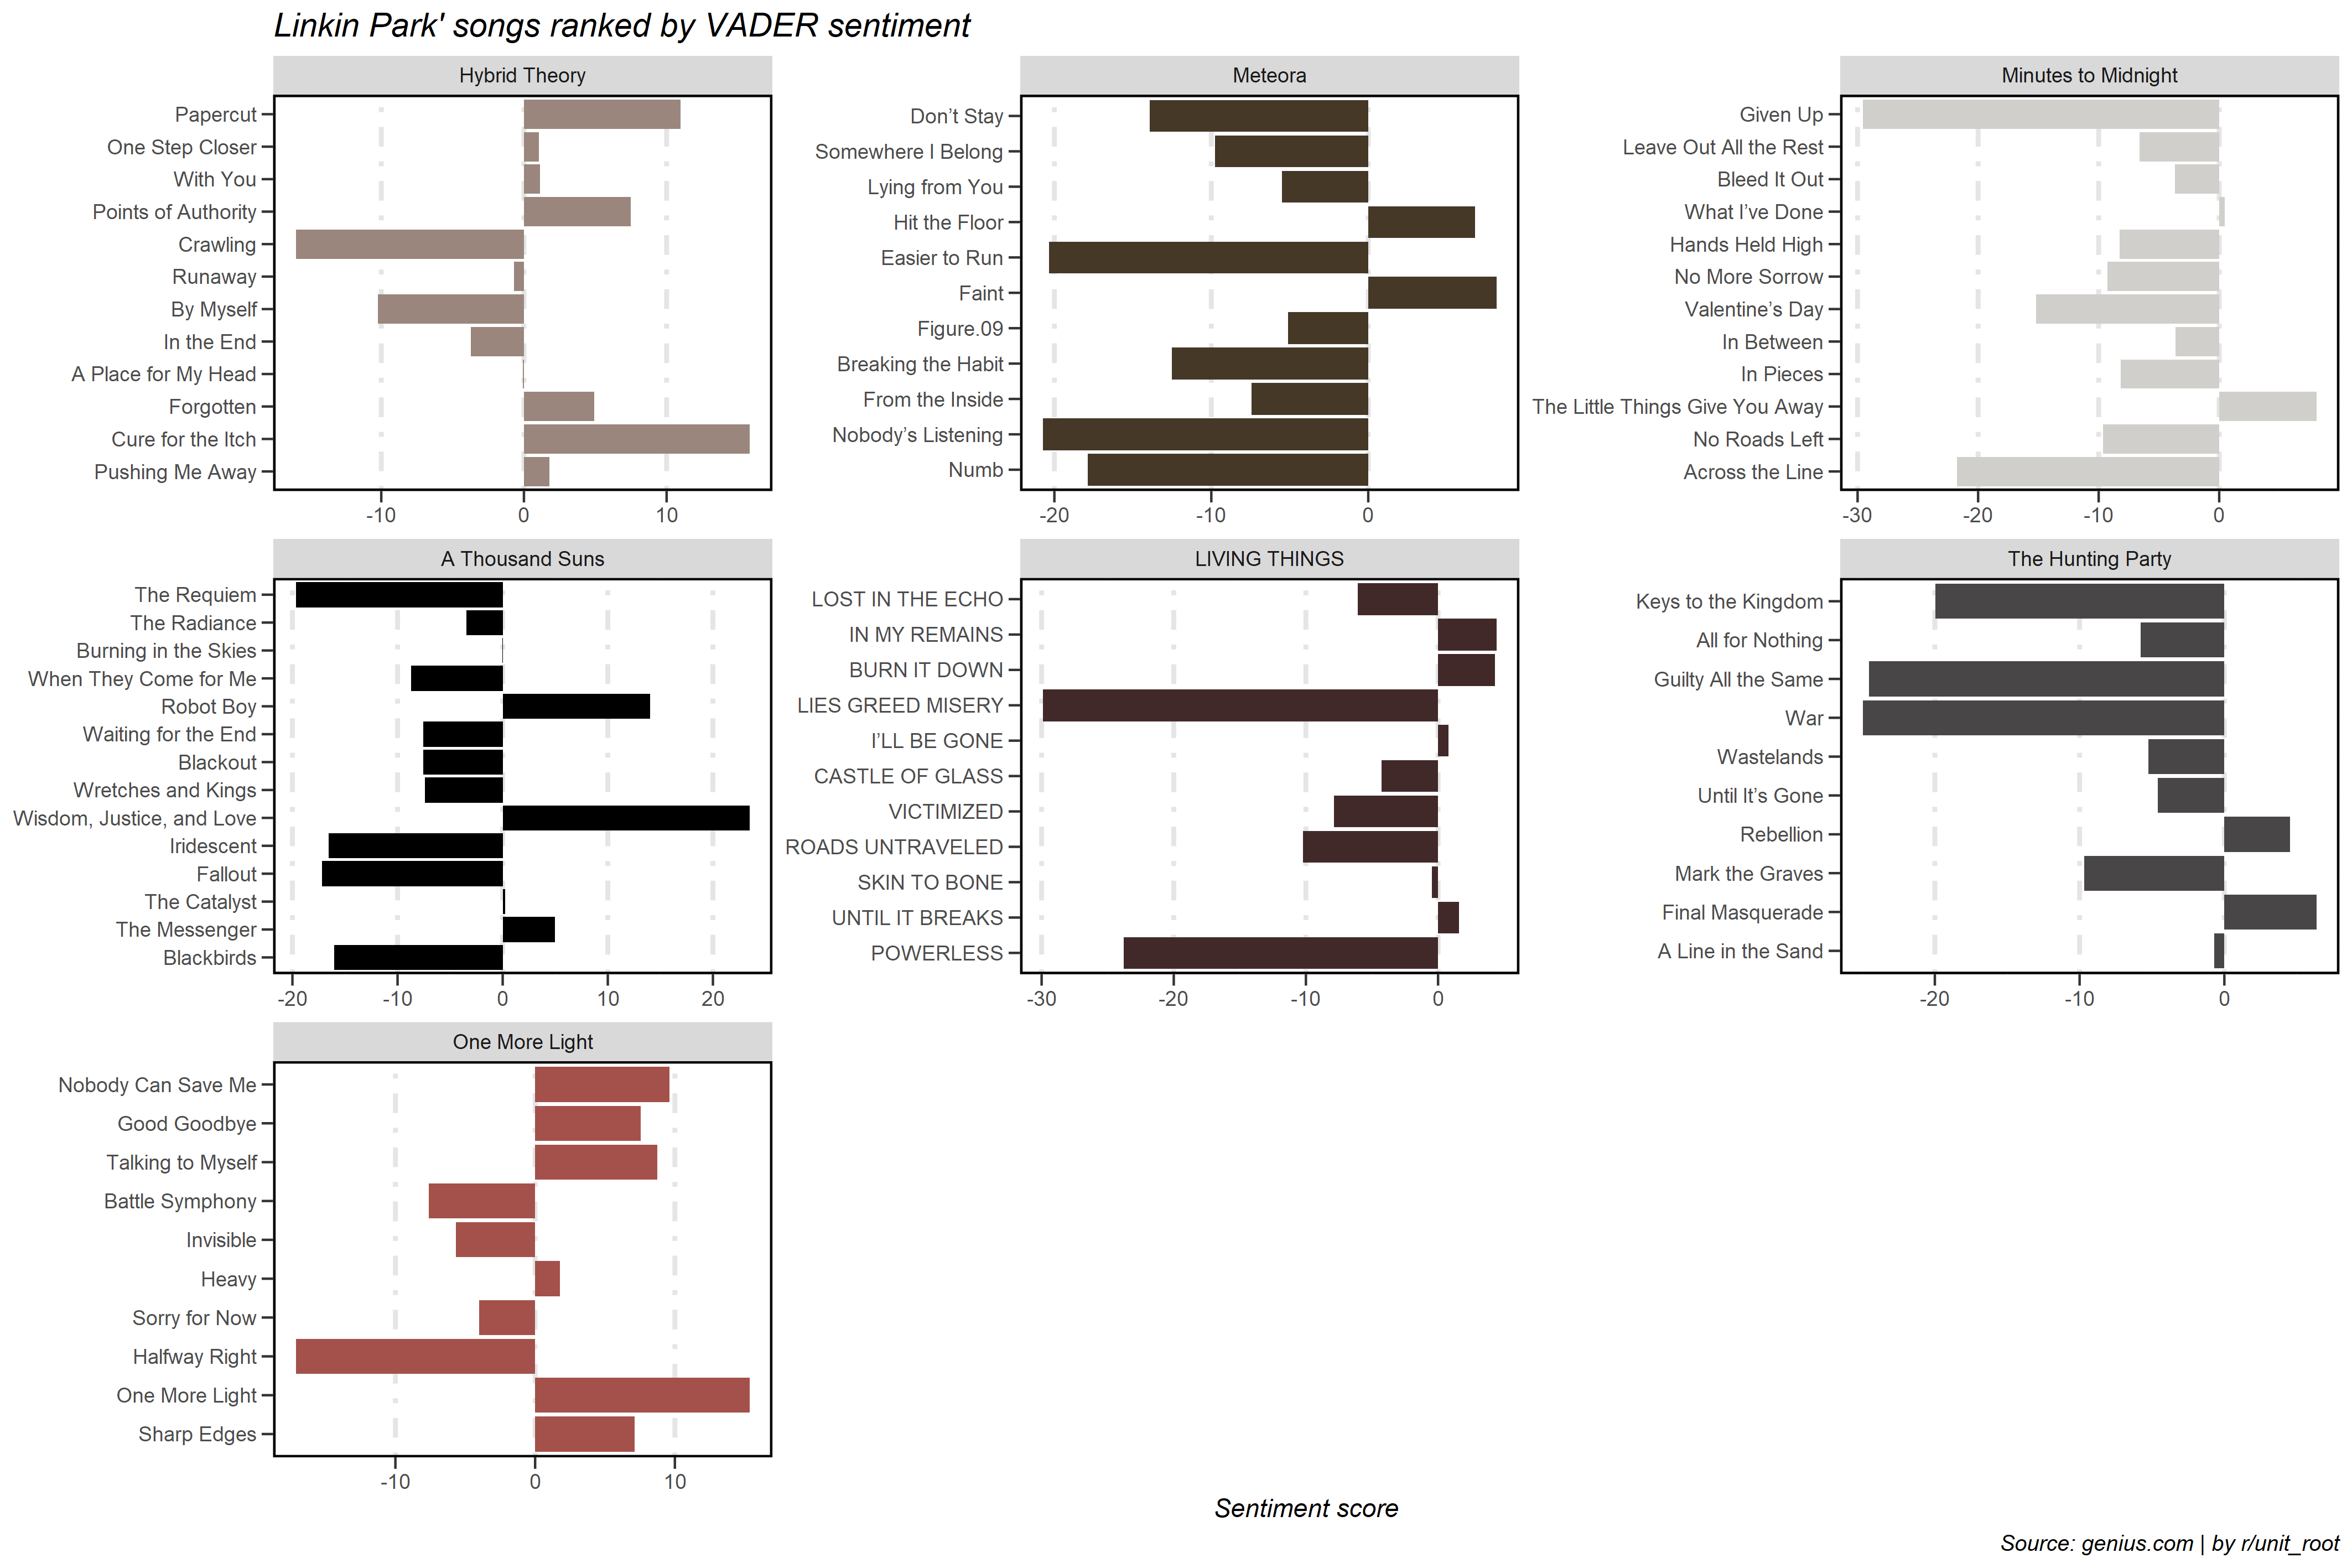 Linkin Park' songs ranked by VADER sentiment
Hybrid Theory
Papercut
One Step Closer
With You
Points of Authority
Crawling
Runaway
By Myself
In the End
A Place for My Head
Forgotten
Cure for the Itch
Pushing Me Away
-10 0 10
Meteora
Don’t Stay
Somewhere I Belong
Lying from You
Hit the Floor
Easier to Run
Faint
Figure.09
Breaking the Habit
From the Inside
Nobody’s Listening
Numb
-20 -10 0
Minutes to Midnight
Given Up
Leave Out All the Rest
Bleed It Out
What I’ve Done
Hands Held High
No More Sorrow
Valentine’s Day
In Between
In Pieces
The Little Things Give You Away
No Roads Left
Across the Line
-30 -20 -10 0
A Thousand Suns
The Requiem
The Radiance
Burning in the Skies
When They Come for Me
Robot Boy
Waiting for the End
Blackout
Wretches and Kings
Wisdom, Justice, and Love
Iridescent
Fallout
The Catalyst
The Messenger
Blackbirds
-20 -10 0 10 20
LIVING THINGS
LOST IN THE ECHO
IN MY REMAINS
BURN IT DOWN
LIES GREED MISERY
I’LL BE GONE
CASTLE OF GLASS
VICTIMIZED
ROADS UNTRAVELED
SKIN TO BONE
UNTIL IT BREAKS
POWERLESS
-30 -20 -10 0
The Hunting Party
Keys to the Kingdom
All for Nothing
Guilty All the Same
War
Wastelands
Until It’s Gone
Rebellion
Mark the Graves
Final Masquerade
A Line in the Sand
-20 -10 0
One More Light
Nobody Can Save Me
Good Goodbye
Talking to Myself
Battle Symphony
Invisible
Heavy
Sorry for Now
Halfway Right
One More Light
Sharp Edges
-10 0 10
Sentiment score
Source: genius.com | by r/unit_root